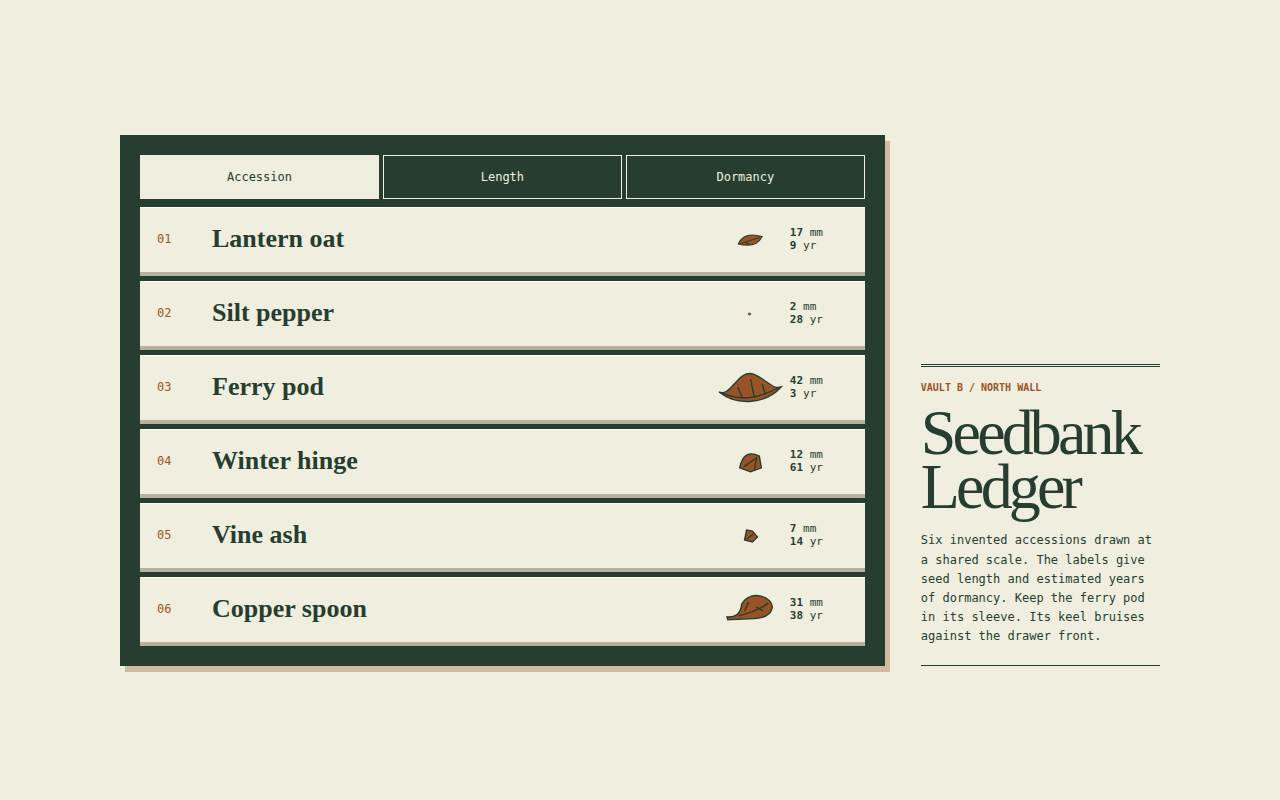 Accession
Length
Dormancy
01
Lantern oat
17 mm
9 yr
02
Silt pepper
2 mm
28 yr
03
Ferry pod
42 mm
3 yr
04
Winter hinge
12 mm
61 yr
05
Vine ash
7 mm
14 yr
06
Copper spoon
31 mm
38 yr
VAULT B / NORTH WALL
Seedbank
Ledger
Six invented accessions drawn at
a shared scale. The labels give
seed length and estimated years
of dormancy. Keep the ferry pod
in its sleeve. Its keel bruises
against the drawer front.